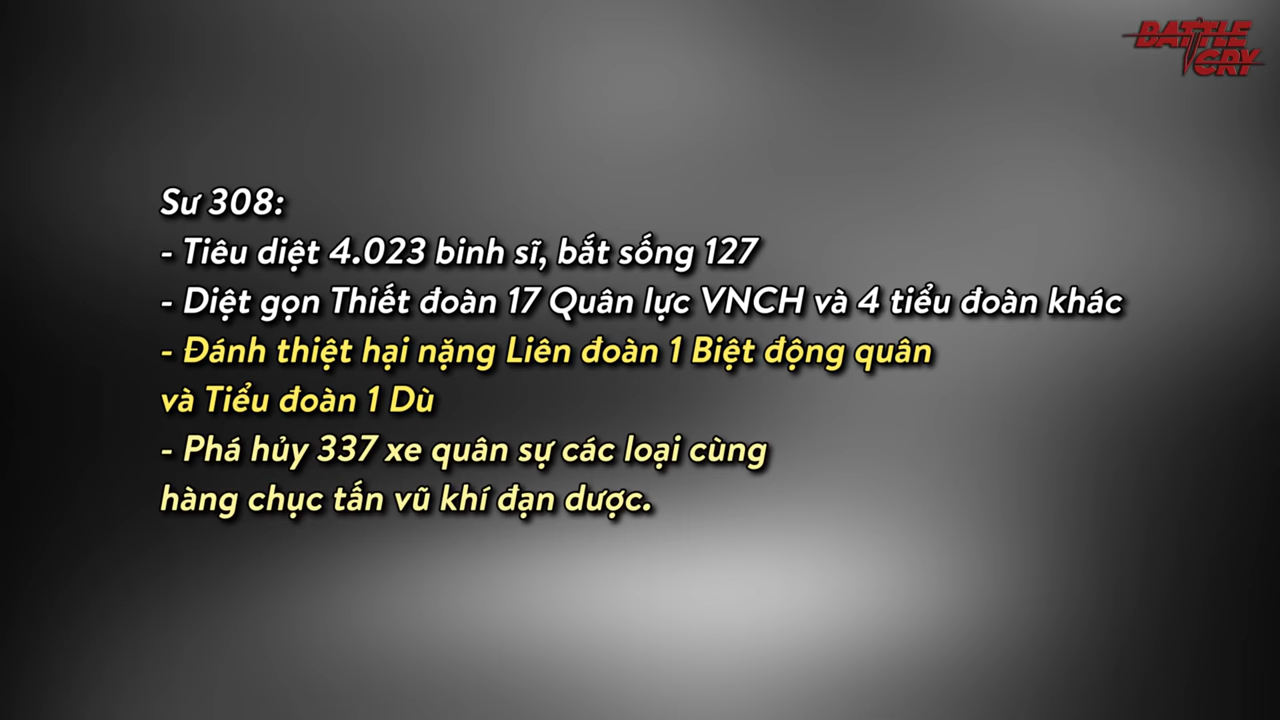 BATTLE
CRY
Sư 308:
- Tiêu diệt 4.023 binh sĩ, bắt sống 127
- Diệt gọn Thiết đoàn 17 Quân lực VNCH và 4 tiểu đoàn khác
- Đánh thiệt hại nặng Liên đoàn 1 Biệt động quân
và Tiểu đoàn 1 Dù
- Phá hủy 337 xe quân sự các loại cùng
hàng chục tấn vũ khí đạn dược.